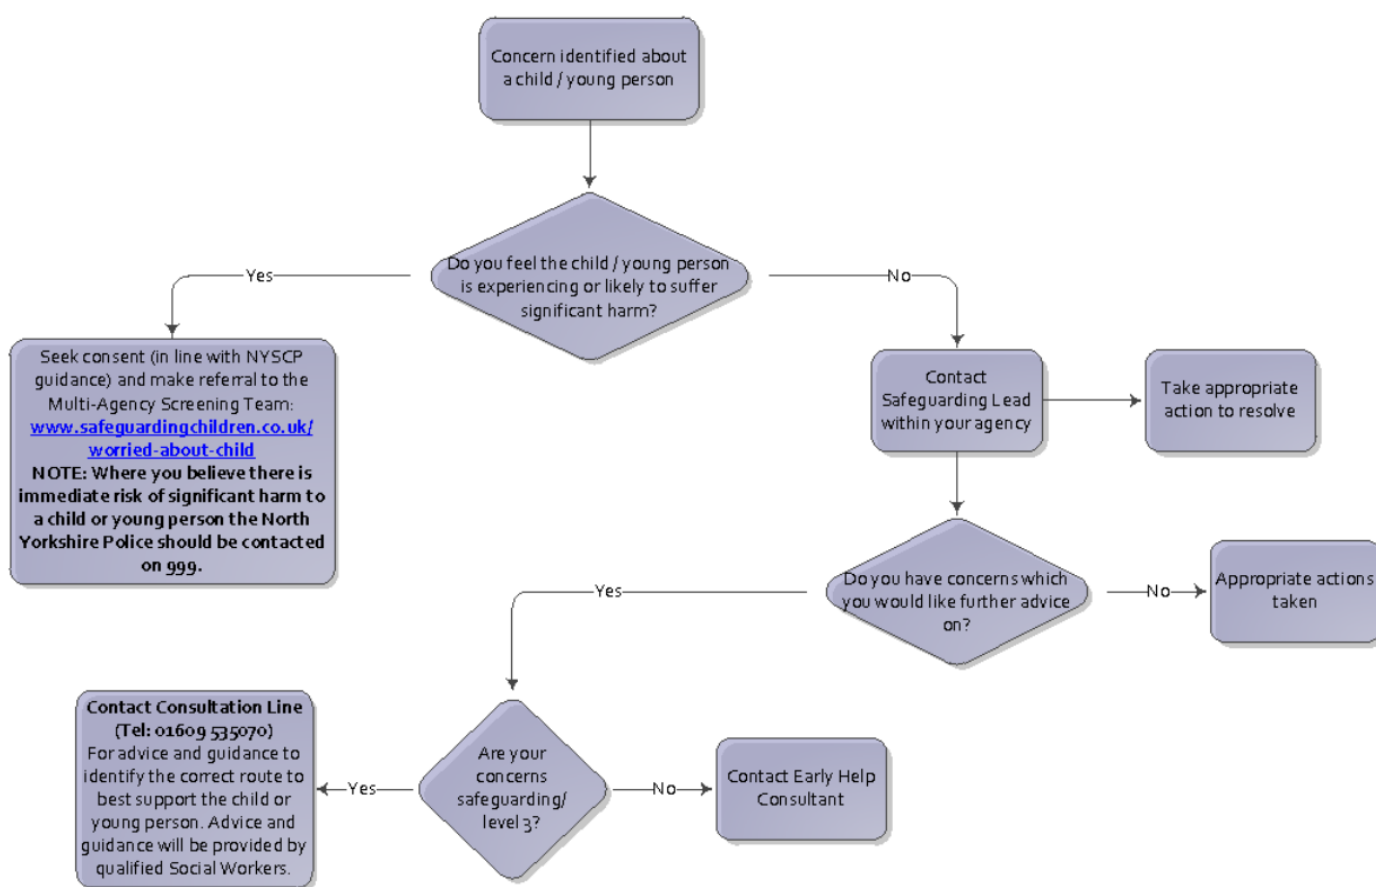 Concern identified about
a child / young person
Do you feel the child / young person
is experiencing or likely to suffer
significant harm?
Yes
No
Seek consent (in line with NYSCP
guidance) and make referral to the
Multi-Agency Screening Team:
www.safeguardingchildren.co.uk/
worried-about-child
NOTE: Where you believe there is
immediate risk of significant harm to
a child or young person the North
Yorkshire Police should be contacted
on 999.
Contact
Safeguarding Lead
within your agency
Take appropriate
action to resolve
Do you have concerns which
you would like further advice
on?
Yes
No
Appropriate actions
taken
Are your
concerns
safeguarding/
level 3?
Yes
No
Contact Consultation Line
(Tel: 01609 535070)
For advice and guidance to
identify the correct route to
best support the child or
young person. Advice and
guidance will be provided by
qualified Social Workers.
Contact Early Help
Consultant